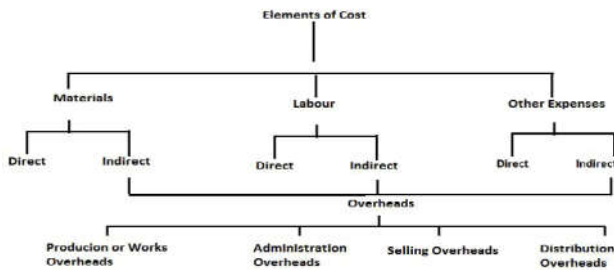 Elements of Cost
Materials
Labour
Other Expenses
Direct
Indirect
Direct
Indirect
Direct
Indirect
Overheads
Producion or Works
Overheads
Administration
Overheads
Selling Overheads
Distribution
Overheads